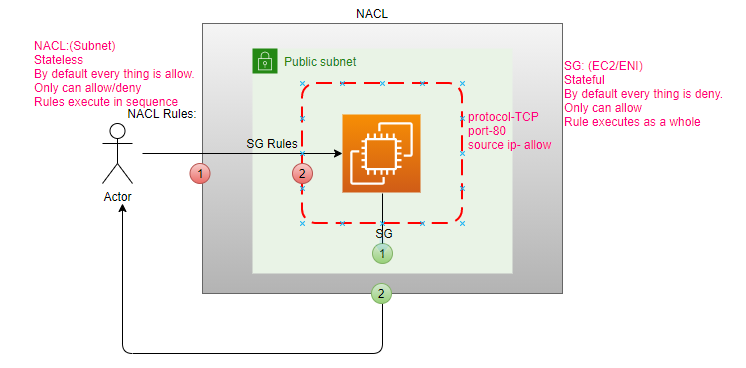 NACL
NACL:(Subnet)
Stateless
By default every thing is allow.
Only can allow/deny
Rules execute in sequence
NACL Rules:
Public subnet
SG: (EC2/ENI)
Stateful
By default every thing is deny.
Only can allow
Rule executes as a whole
protocol-TCP
port-80
source ip- allow
SG Rules
1
2
Actor
SG
1
2